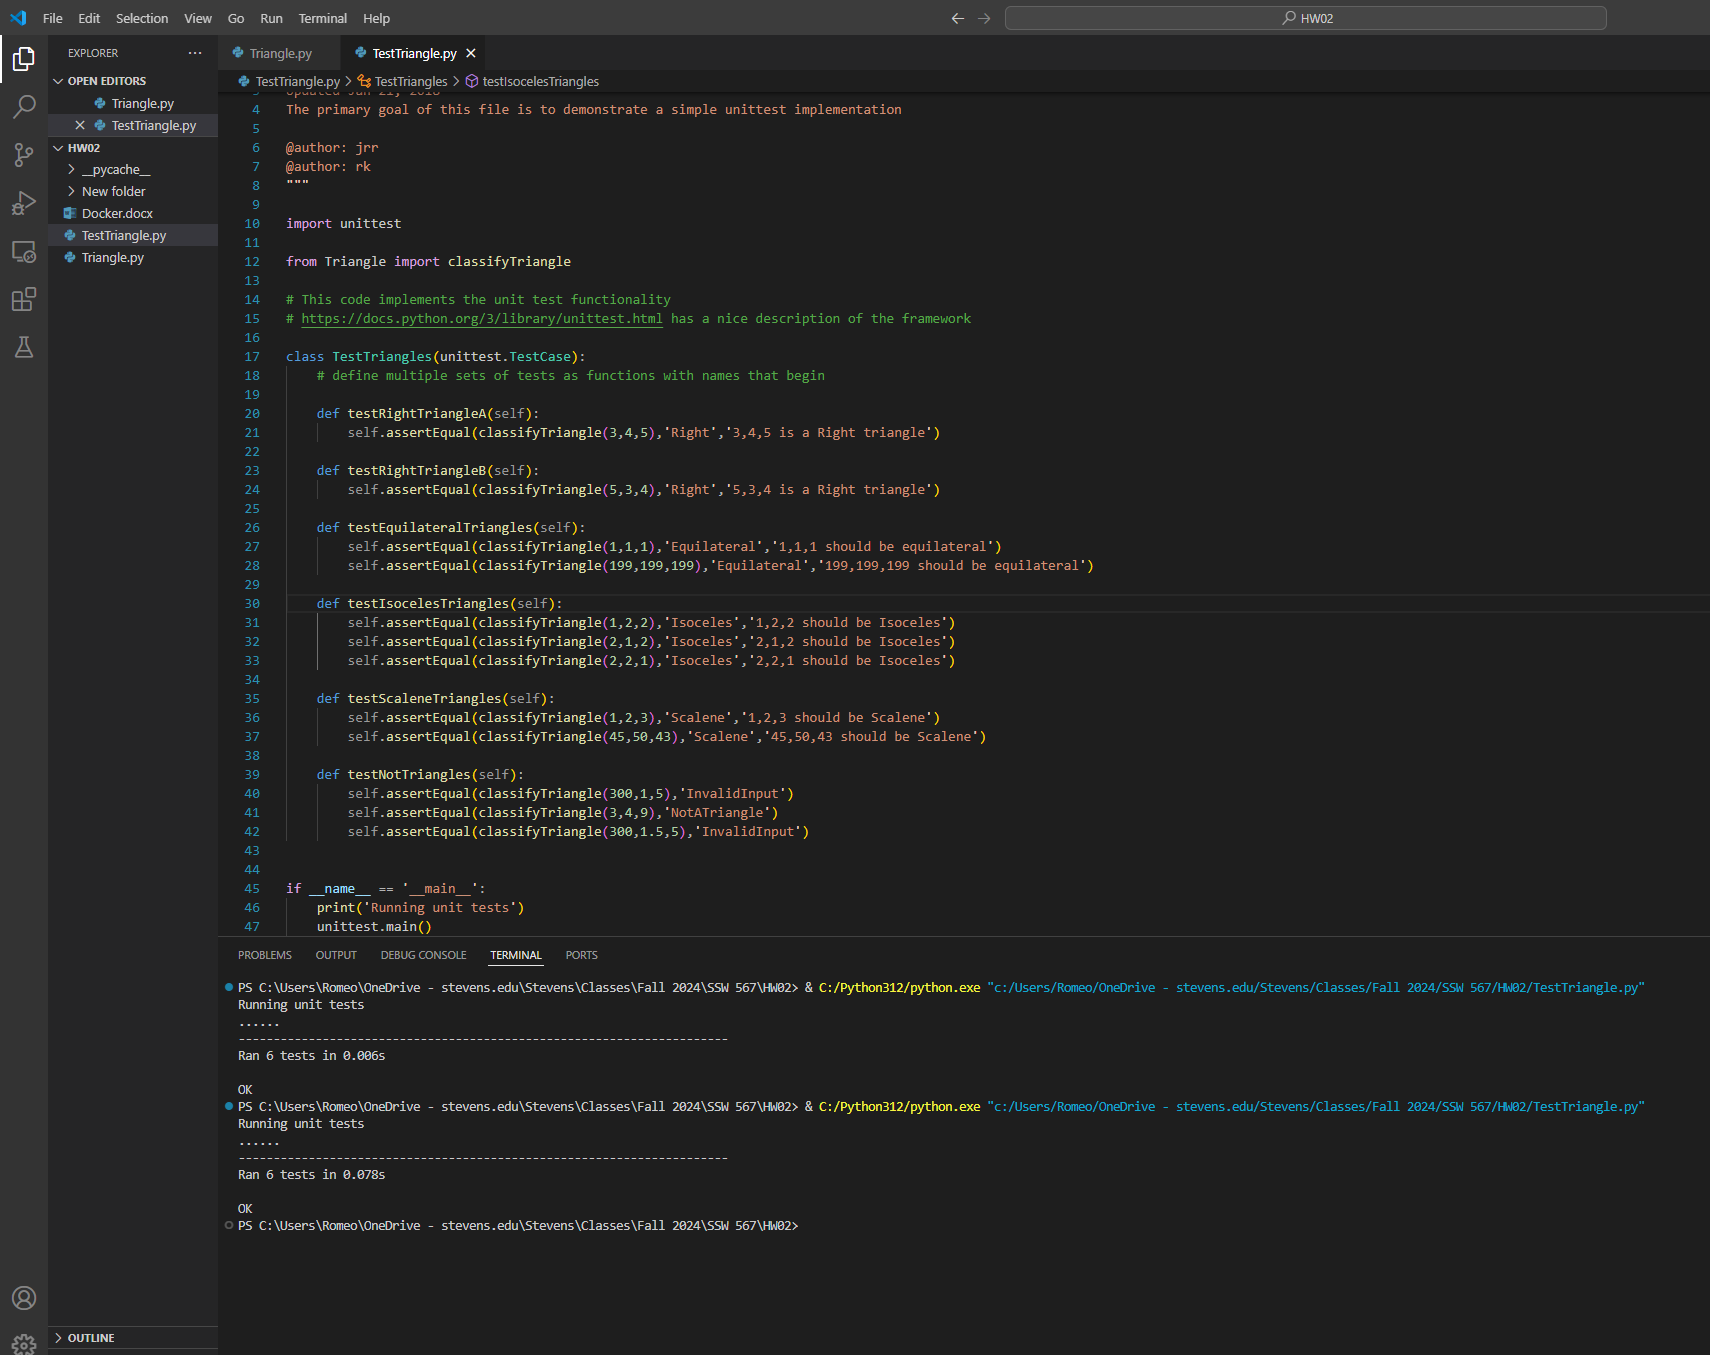 File Edit Selection View Go Run Terminal Help
HW02
EXPLORER
OPEN EDITORS
Triangle.py
TestTriangle.py
HW02
__pycache__
New folder
Docker.docx
TestTriangle.py
Triangle.py
OUTLINE
Triangle.py TestTriangle.py
TestTriangle.py > TestTriangles > testIsocelesTriangles
3 Updated Jan 21, 2018
4 The primary goal of this file is to demonstrate a simple unittest implementation
5
6 @author: jrr
7 @author: rk
8 """
9
10 import unittest
11
12 from Triangle import classifyTriangle
13
14 # This code implements the unit test functionality
15 # https://docs.python.org/3/library/unittest.html has a nice description of the framework
16
17 class TestTriangles(unittest.TestCase):
18 # define multiple sets of tests as functions with names that begin
19
20 def testRightTriangleA(self):
21 self.assertEqual(classifyTriangle(3,4,5),'Right','3,4,5 is a Right triangle')
22
23 def testRightTriangleB(self):
24 self.assertEqual(classifyTriangle(5,3,4),'Right','5,3,4 is a Right triangle')
25
26 def testEquilateralTriangles(self):
27 self.assertEqual(classifyTriangle(1,1,1),'Equilateral','1,1,1 should be equilateral')
28 self.assertEqual(classifyTriangle(199,199,199),'Equilateral','199,199,199 should be equilateral')
29
30 def testIsocelesTriangles(self):
31 self.assertEqual(classifyTriangle(1,2,2),'Isoceles','1,2,2 should be Isoceles')
32 self.assertEqual(classifyTriangle(2,1,2),'Isoceles','2,1,2 should be Isoceles')
33 self.assertEqual(classifyTriangle(2,2,1),'Isoceles','2,2,1 should be Isoceles')
34
35 def testScaleneTriangles(self):
36 self.assertEqual(classifyTriangle(1,2,3),'Scalene','1,2,3 should be Scalene')
37 self.assertEqual(classifyTriangle(45,50,43),'Scalene','45,50,43 should be Scalene')
38
39 def testNotTriangles(self):
40 self.assertEqual(classifyTriangle(300,1,5),'InvalidInput')
41 self.assertEqual(classifyTriangle(3,4,9),'NotATriangle')
42 self.assertEqual(classifyTriangle(300,1.5,5),'InvalidInput')
43
44
45 if __name__ == '__main__':
46 print('Running unit tests')
47 unittest.main()
PROBLEMS OUTPUT DEBUG CONSOLE TERMINAL PORTS
PS C:\Users\Romeo\OneDrive - stevens.edu\Stevens\Classes\Fall 2024\SSW 567\HW02> & C:/Python312/python.exe "c:/Users/Romeo/OneDrive - stevens.edu/Stevens/Classes/Fall 2024/SSW 567/HW02/TestTriangle.py"
Running unit tests
......
----------------------------------------------------------------------
Ran 6 tests in 0.006s
OK
PS C:\Users\Romeo\OneDrive - stevens.edu\Stevens\Classes\Fall 2024\SSW 567\HW02> & C:/Python312/python.exe "c:/Users/Romeo/OneDrive - stevens.edu/Stevens/Classes/Fall 2024/SSW 567/HW02/TestTriangle.py"
Running unit tests
......
----------------------------------------------------------------------
Ran 6 tests in 0.078s
OK
PS C:\Users\Romeo\OneDrive - stevens.edu\Stevens\Classes\Fall 2024\SSW 567\HW02>